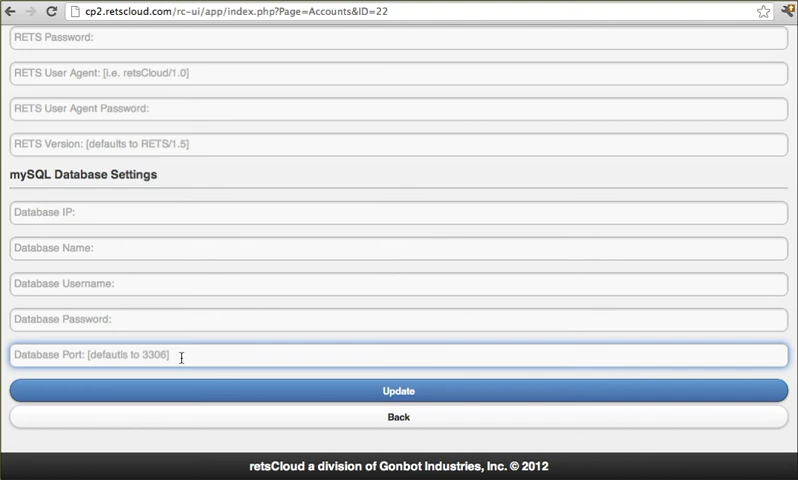 cp2.retscloud.com/rc-ui/app/index.php?Page=Accounts&ID=22
RETS Password:
RETS User Agent: [i.e. retsCloud/1.0]
RETS User Agent Password:
RETS Version: [defaults to RETS/1.5]
mySQL Database Settings
Database IP:
Database Name:
Database Username:
Database Password:
Database Port: [defautls to 3306]
Update
Back
retsCloud a division of Gonbot Industries, Inc. © 2012